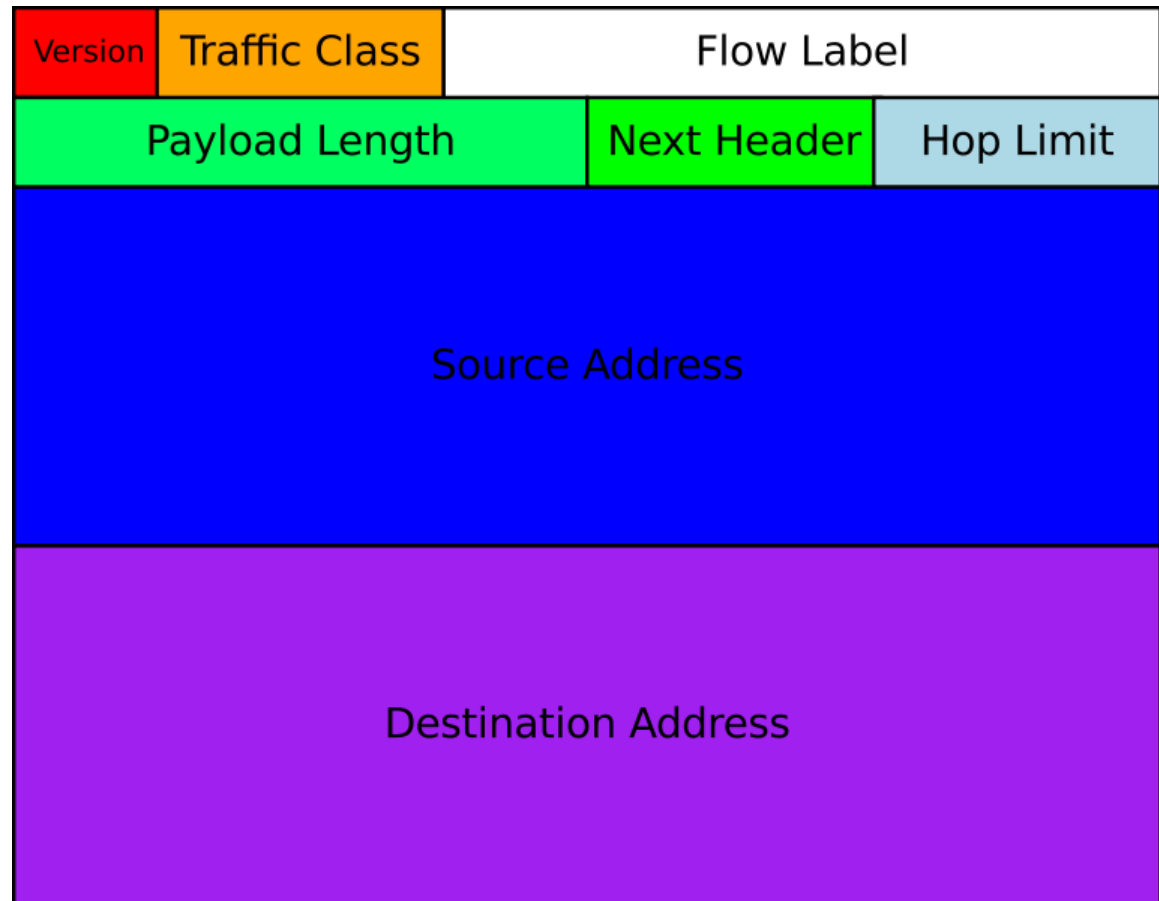 Version
Traffic Class
Flow Label
Payload Length
Next Header
Hop Limit
Source Address
Destination Address